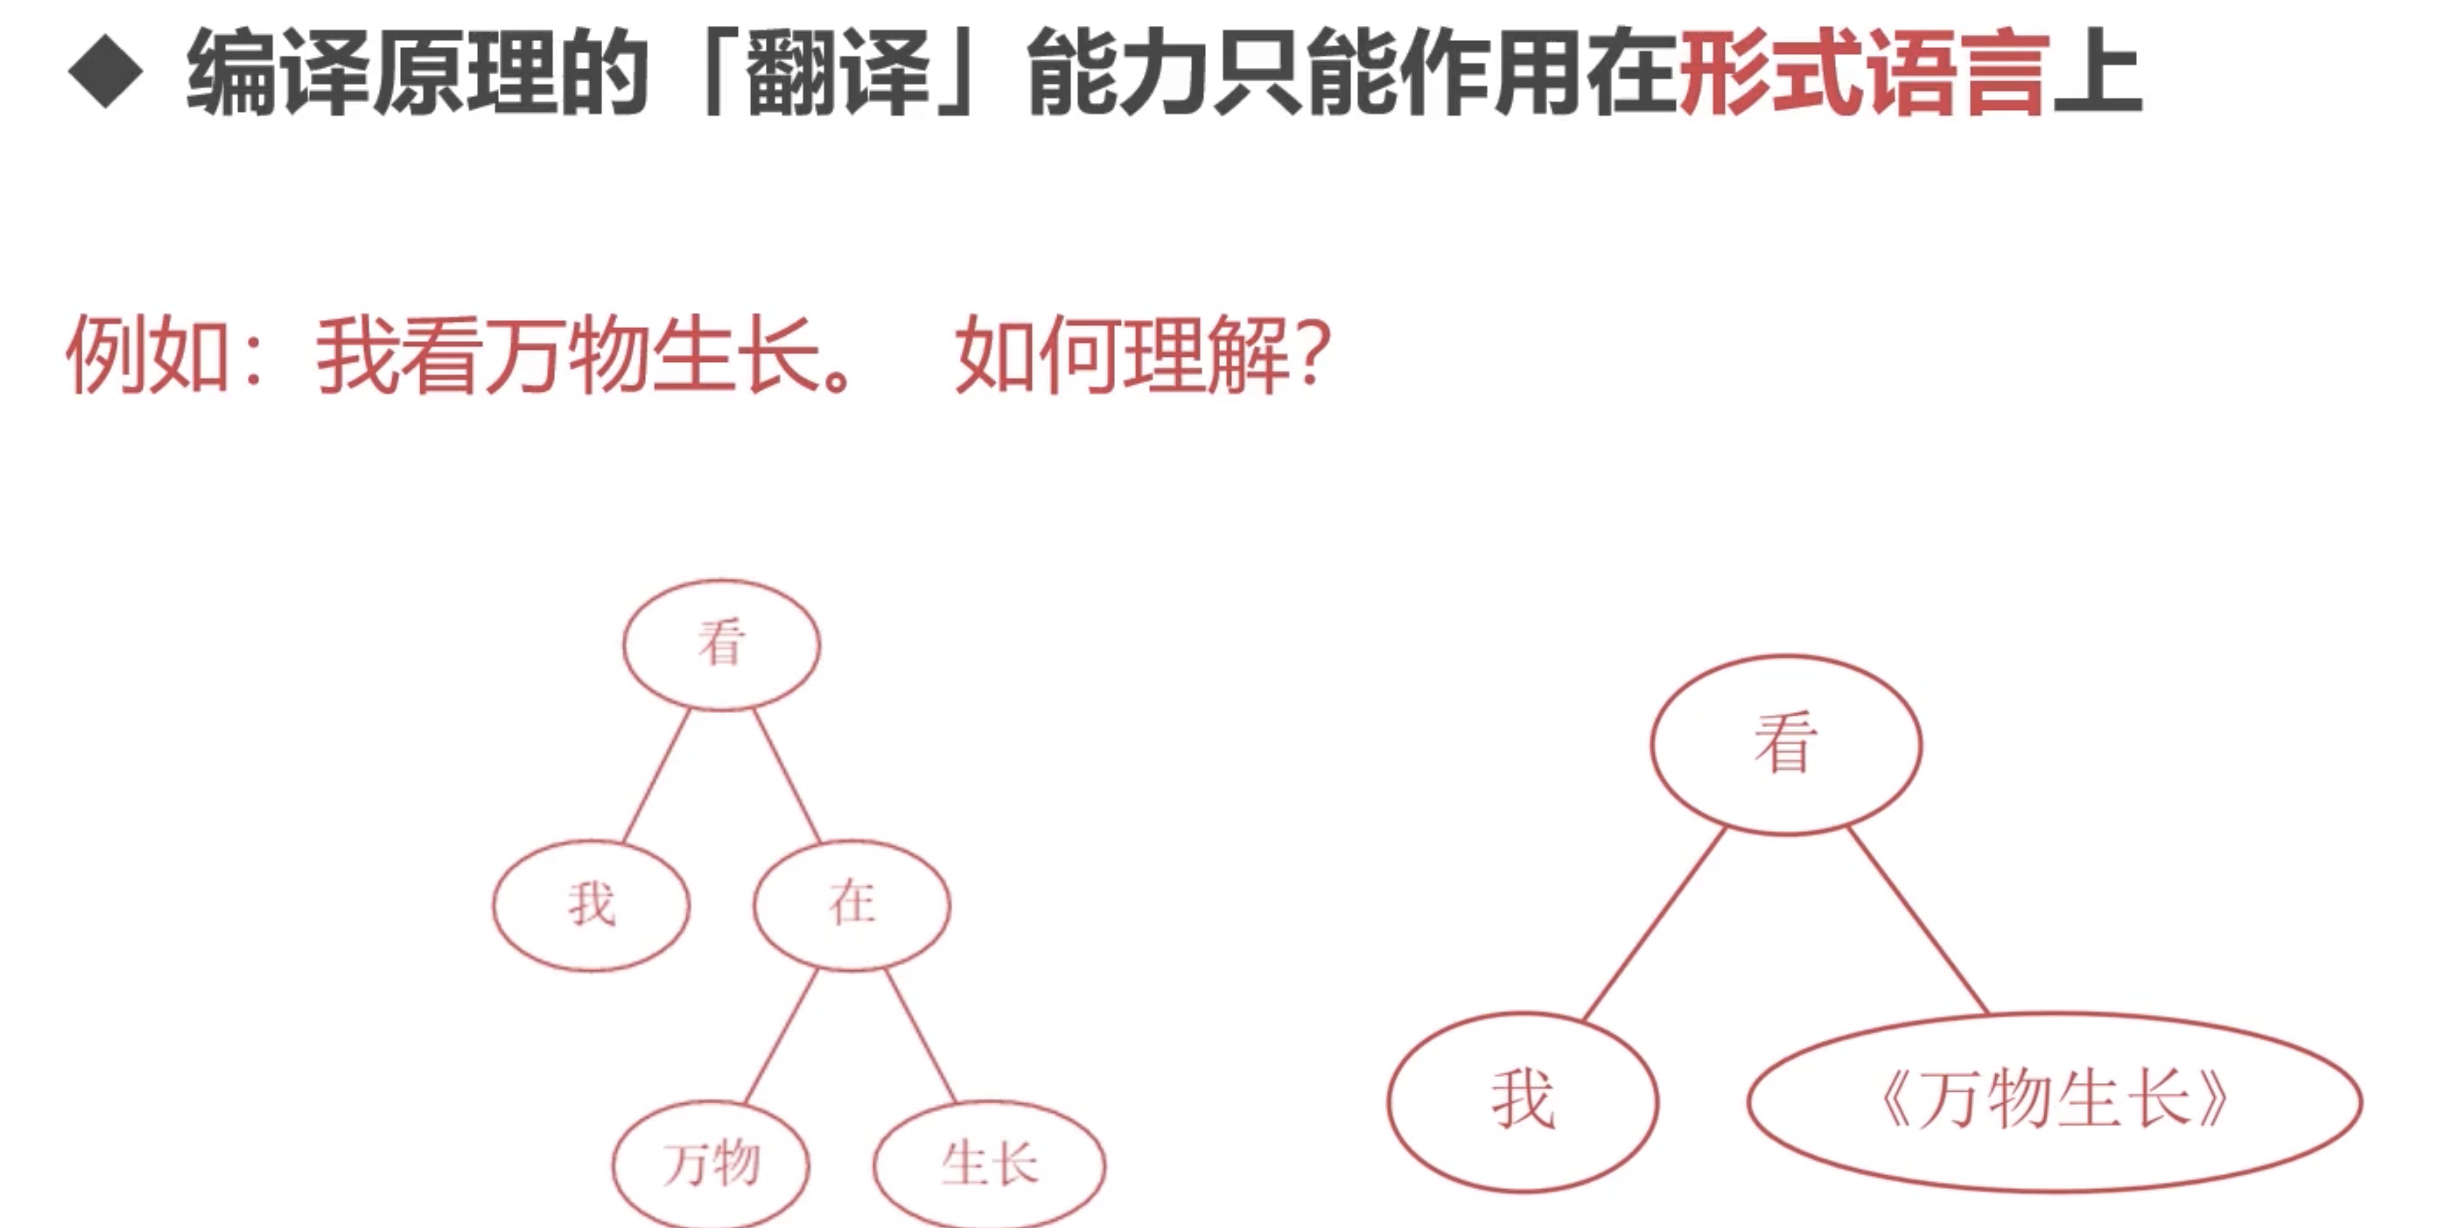 ◆ 编译原理的「翻译」能力只能作用在形式语言上
例如：我看万物生长。 如何理解？
看
我
在
万物
生长
看
我
《万物生长》